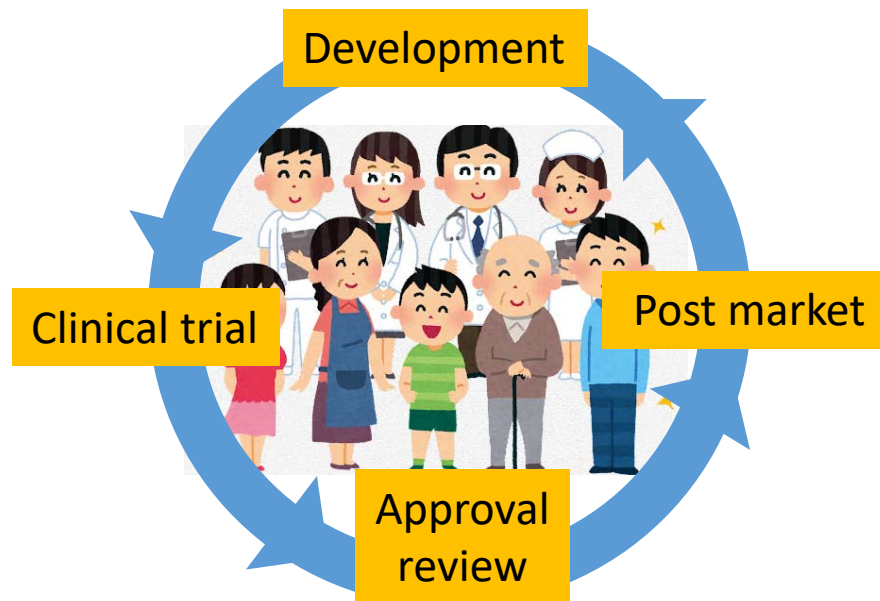 Development
Clinical trial
Post market
Approval
review